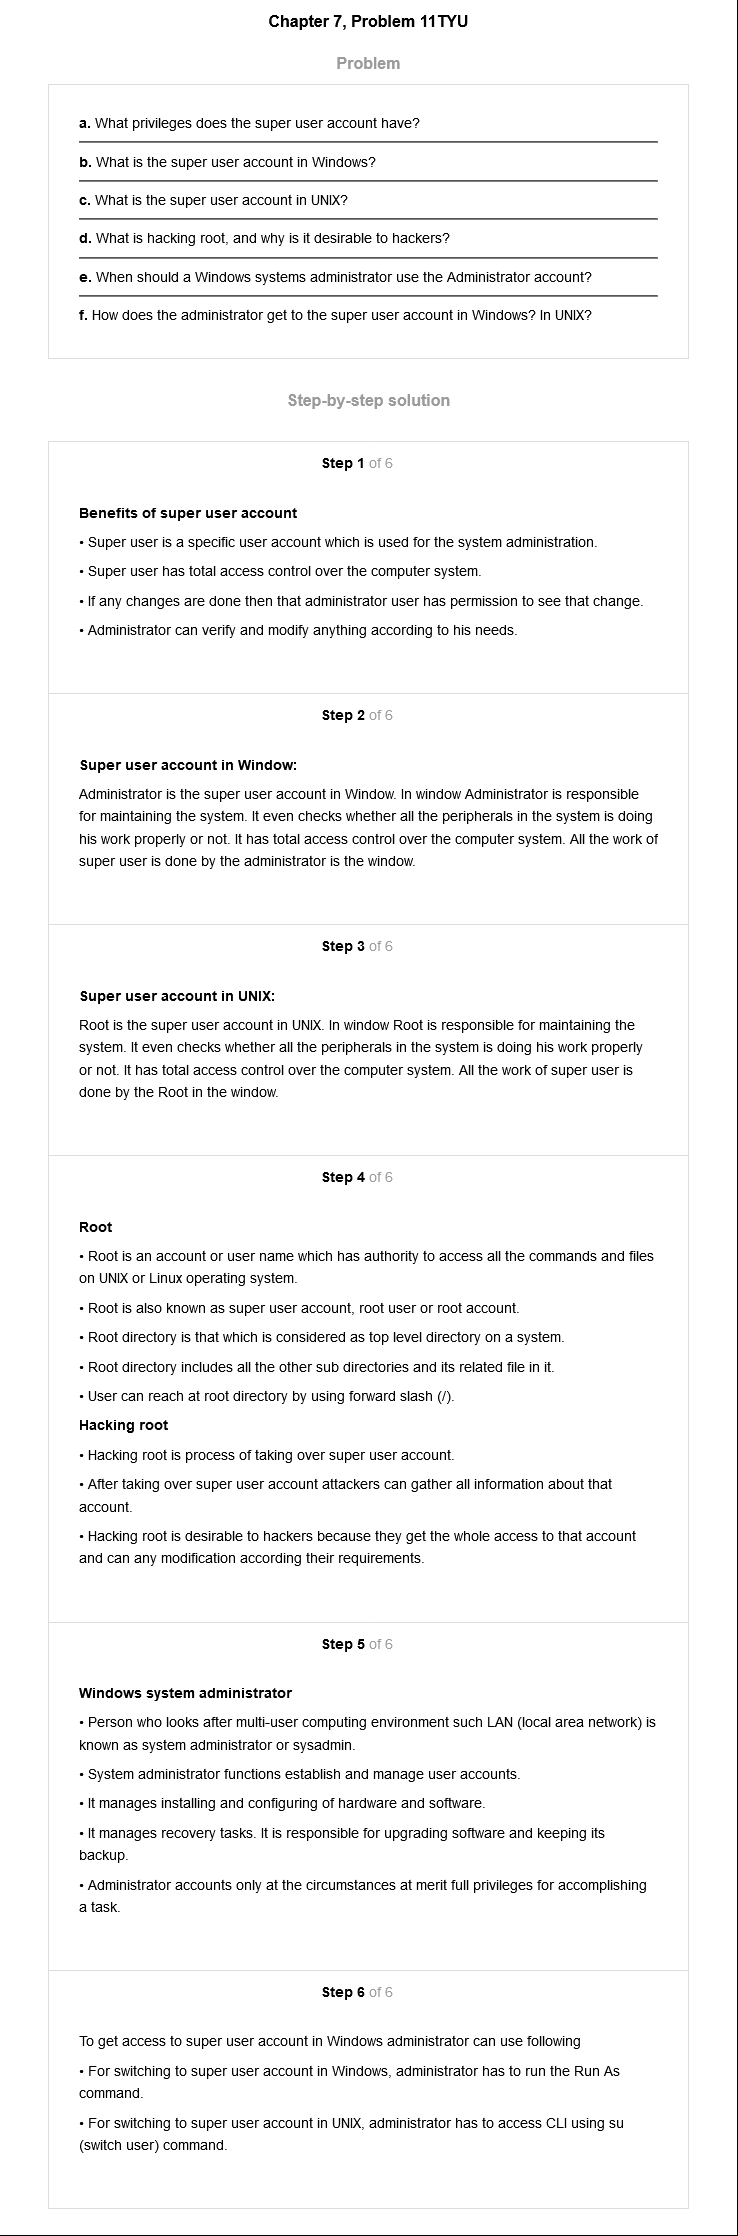 Chapter 7, Problem 11TYU
Problem
a. What privileges does the super user account have?
b. What is the super user account in Windows?
c. What is the super user account in UNIX?
d. What is hacking root, and why is it desirable to hackers?
e. When should a Windows systems administrator use the Administrator account?
f. How does the administrator get to the super user account in Windows? In UNIX?
Step-by-step solution
Step 1 of 6
Benefits of super user account
• Super user is a specific user account which is used for the system administration.
• Super user has total access control over the computer system.
• If any changes are done then that administrator user has permission to see that change.
• Administrator can verify and modify anything according to his needs.
Step 2 of 6
Super user account in Window:
Administrator is the super user account in Window. In window Administrator is responsible
for maintaining the system. It even checks whether all the peripherals in the system is doing
his work properly or not. It has total access control over the computer system. All the work of
super user is done by the administrator is the window.
Step 3 of 6
Super user account in UNIX:
Root is the super user account in UNIX. In window Root is responsible for maintaining the
system. It even checks whether all the peripherals in the system is doing his work properly
or not. It has total access control over the computer system. All the work of super user is
done by the Root in the window.
Step 4 of 6
Root
• Root is an account or user name which has authority to access all the commands and files
on UNIX or Linux operating system.
• Root is also known as super user account, root user or root account.
• Root directory is that which is considered as top level directory on a system.
• Root directory includes all the other sub directories and its related file in it.
• User can reach at root directory by using forward slash (/).
Hacking root
• Hacking root is process of taking over super user account.
• After taking over super user account attackers can gather all information about that
account.
• Hacking root is desirable to hackers because they get the whole access to that account
and can any modification according their requirements.
Step 5 of 6
Windows system administrator
• Person who looks after multi-user computing environment such LAN (local area network) is
known as system administrator or sysadmin.
• System administrator functions establish and manage user accounts.
• It manages installing and configuring of hardware and software.
• It manages recovery tasks. It is responsible for upgrading software and keeping its
backup.
• Administrator accounts only at the circumstances at merit full privileges for accomplishing
a task.
Step 6 of 6
To get access to super user account in Windows administrator can use following
• For switching to super user account in Windows, administrator has to run the Run As
command.
• For switching to super user account in UNIX, administrator has to access CLI using su
(switch user) command.